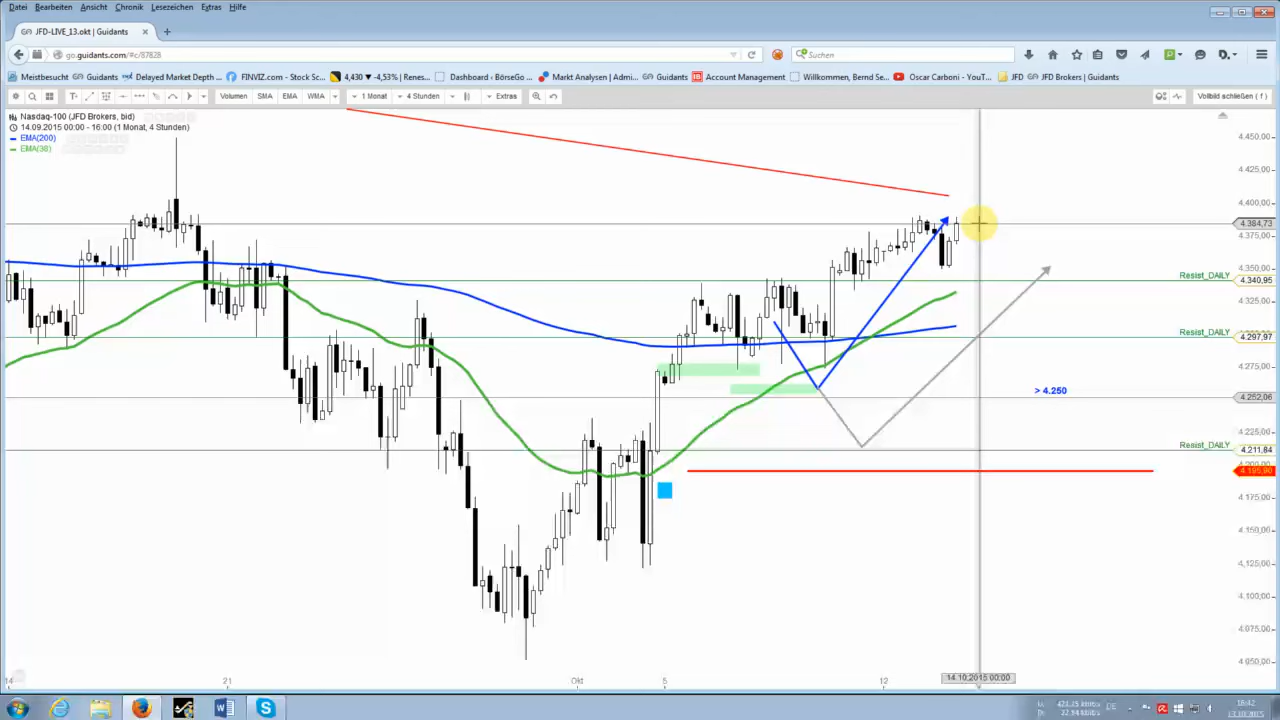 Datei Bearbeiten Ansicht Chronik Lesezeichen Extras Hilfe
JFD-LIVE_13.okt | Guidants
go.guidants.com/#c/87828
Suchen
Meistbesucht Guidants Delayed Market Depth ... FINVIZ.com - Stock Sc... 4,430 -4,53% | Renes... Dashboard ‹ BörseGo ... Markt Analysen | Admi... Guidants Account Management Willkommen, Bernd Se... Oscar Carboni - YouT... JFD JFD Brokers | Guidants
Volumen SMA EMA WMA 1 Monat 4 Stunden Extras Vollbild schließen ( f )
Nasdaq-100 (JFD Brokers, bid)
14.09.2015 00:00 - 16:00 (1 Monat, 4 Stunden)
EMA(200)
EMA(38)
4.450,00
4.425,00
4.400,00
4.384,73
4.375,00
4.350,00
Resist_DAILY
4.340,95
4.325,00
Resist_DAILY
4.297,97
4.275,00
> 4.250
4.252,06
4.225,00
Resist_DAILY
4.211,84
4.195,90
4.175,00
4.150,00
4.125,00
4.100,00
4.075,00
4.050,00
14 21 Okt 5 12
14.10.2015 00:00
DE
18:42
13.10.2015